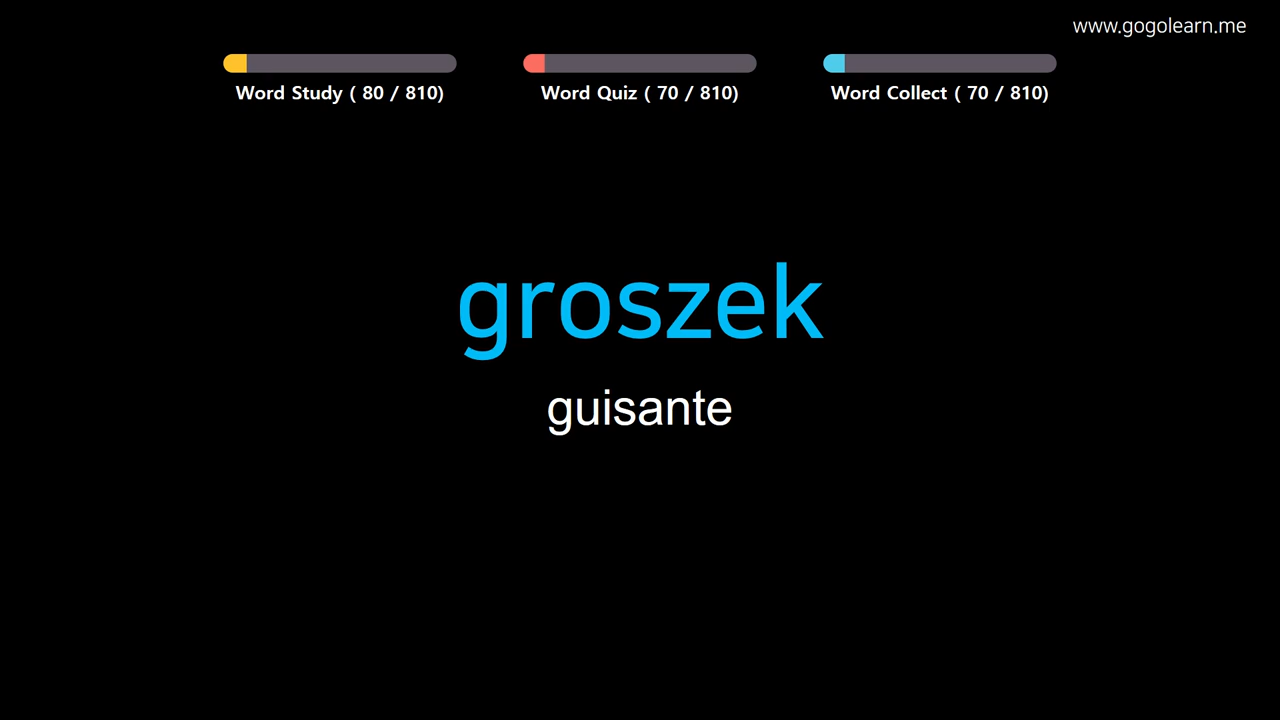 www.gogolearn.me
Word Study ( 80 / 810)
Word Quiz ( 70 / 810)
Word Collect ( 70 / 810)
groszek
guisante